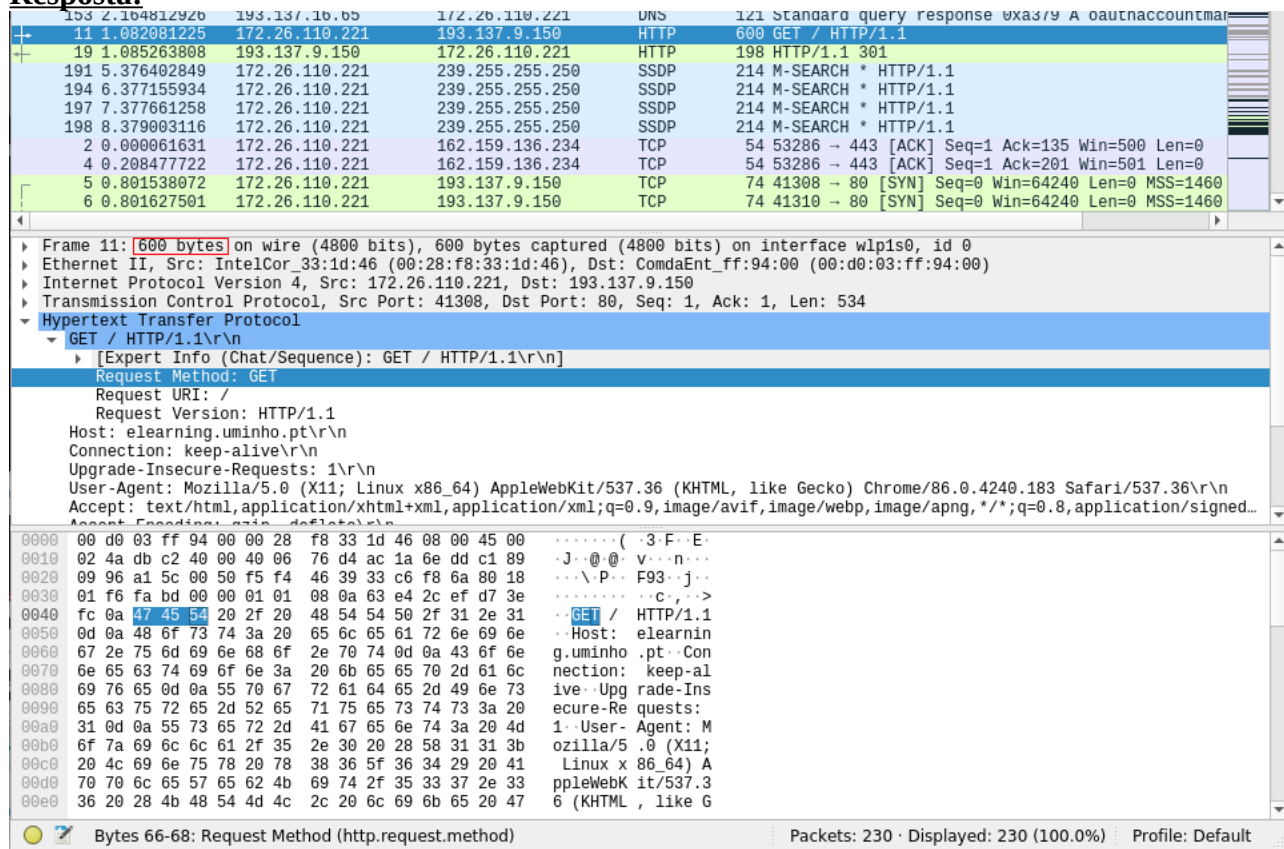 Resposta:
153 2.164812926 193.137.16.65 172.26.110.221 DNS 121 Standard query response 0xa379 A oauthaccountman
11 1.082081225 172.26.110.221 193.137.9.150 HTTP 600 GET / HTTP/1.1
19 1.085263808 193.137.9.150 172.26.110.221 HTTP 198 HTTP/1.1 301
191 5.376402849 172.26.110.221 239.255.255.250 SSDP 214 M-SEARCH * HTTP/1.1
194 6.377155934 172.26.110.221 239.255.255.250 SSDP 214 M-SEARCH * HTTP/1.1
197 7.377661258 172.26.110.221 239.255.255.250 SSDP 214 M-SEARCH * HTTP/1.1
198 8.379003116 172.26.110.221 239.255.255.250 SSDP 214 M-SEARCH * HTTP/1.1
2 0.000061631 172.26.110.221 162.159.136.234 TCP 54 53286 → 443 [ACK] Seq=1 Ack=135 Win=500 Len=0
4 0.208477722 172.26.110.221 162.159.136.234 TCP 54 53286 → 443 [ACK] Seq=1 Ack=201 Win=501 Len=0
5 0.801538072 172.26.110.221 193.137.9.150 TCP 74 41308 → 80 [SYN] Seq=0 Win=64240 Len=0 MSS=1460
6 0.801627501 172.26.110.221 193.137.9.150 TCP 74 41310 → 80 [SYN] Seq=0 Win=64240 Len=0 MSS=1460
Frame 11: 600 bytes on wire (4800 bits), 600 bytes captured (4800 bits) on interface wlp1s0, id 0
Ethernet II, Src: IntelCor_33:1d:46 (00:28:f8:33:1d:46), Dst: ComdaEnt_ff:94:00 (00:d0:03:ff:94:00)
Internet Protocol Version 4, Src: 172.26.110.221, Dst: 193.137.9.150
Transmission Control Protocol, Src Port: 41308, Dst Port: 80, Seq: 1, Ack: 1, Len: 534
Hypertext Transfer Protocol
GET / HTTP/1.1\r\n
[Expert Info (Chat/Sequence): GET / HTTP/1.1\r\n]
Request Method: GET
Request URI: /
Request Version: HTTP/1.1
Host: elearning.uminho.pt\r\n
Connection: keep-alive\r\n
Upgrade-Insecure-Requests: 1\r\n
User-Agent: Mozilla/5.0 (X11; Linux x86_64) AppleWebKit/537.36 (KHTML, like Gecko) Chrome/86.0.4240.183 Safari/537.36\r\n
Accept: text/html,application/xhtml+xml,application/xml;q=0.9,image/avif,image/webp,image/apng,*/*;q=0.8,application/signed…
Accept-Encoding: gzip, deflate\r\n
0000 00 d0 03 ff 94 00 00 28 f8 33 1d 46 08 00 45 00 ·······( ·3·F··E·
0010 02 4a db c2 40 00 40 06 76 d4 ac 1a 6e dd c1 89 ·J··@·@· v···n···
0020 09 96 a1 5c 00 50 f5 f4 46 39 33 c6 f8 6a 80 18 ···\·P·· F93··j··
0030 01 f6 fa bd 00 00 01 01 08 0a 63 e4 2c ef d7 3e ········ ··c·,··>
0040 fc 0a 47 45 54 20 2f 20 48 54 54 50 2f 31 2e 31 ··GET / HTTP/1.1
0050 0d 0a 48 6f 73 74 3a 20 65 6c 65 61 72 6e 69 6e ··Host: elearnin
0060 67 2e 75 6d 69 6e 68 6f 2e 70 74 0d 0a 43 6f 6e g.uminho .pt··Con
0070 6e 65 63 74 69 6f 6e 3a 20 6b 65 65 70 2d 61 6c nection: keep-al
0080 69 76 65 0d 0a 55 70 67 72 61 64 65 2d 49 6e 73 ive··Upg rade-Ins
0090 65 63 75 72 65 2d 52 65 71 75 65 73 74 73 3a 20 ecure-Re quests:
00a0 31 0d 0a 55 73 65 72 2d 41 67 65 6e 74 3a 20 4d 1··User- Agent: M
00b0 6f 7a 69 6c 6c 61 2f 35 2e 30 20 28 58 31 31 3b ozilla/5 .0 (X11;
00c0 20 4c 69 6e 75 78 20 78 38 36 5f 36 34 29 20 41 Linux x 86_64) A
00d0 70 70 6c 65 57 65 62 4b 69 74 2f 35 33 37 2e 33 ppleWebK it/537.3
00e0 36 20 28 4b 48 54 4d 4c 2c 20 6c 69 6b 65 20 47 6 (KHTML , like G
Bytes 66-68: Request Method (http.request.method) Packets: 230 · Displayed: 230 (100.0%) Profile: Default